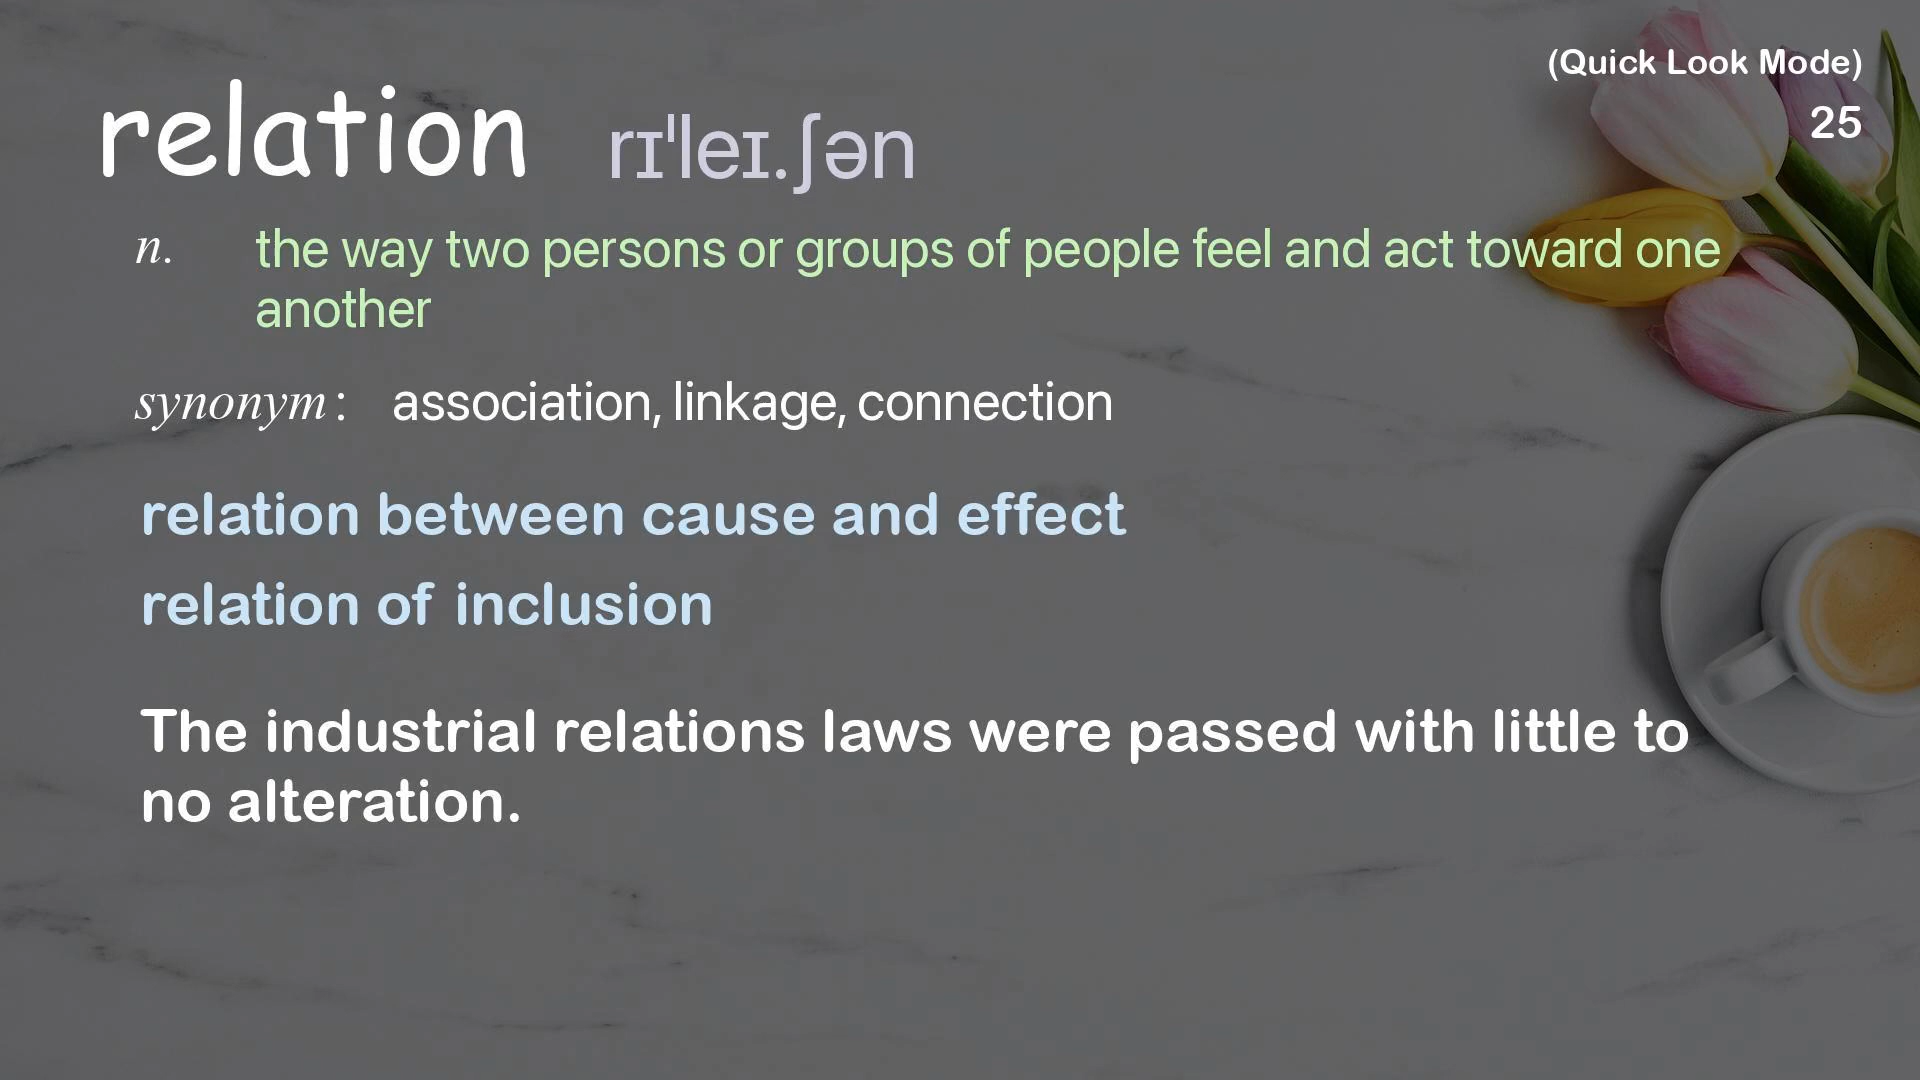 (Quick Look Mode)
25
relation rɪˈleɪ.ʃən
n. the way two persons or groups of people feel and act toward one
another
synonym: association, linkage, connection
relation between cause and effect
relation of inclusion
The industrial relations laws were passed with little to
no alteration.